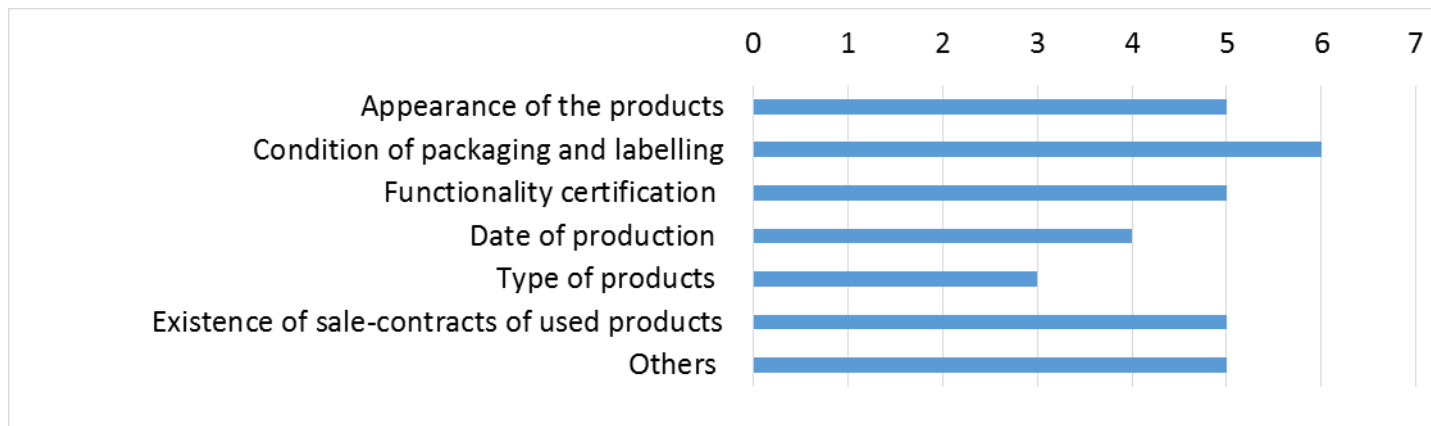 0 1 2 3 4 5 6 7
Appearance of the products
Condition of packaging and labelling
Functionality certification
Date of production
Type of products
Existence of sale-contracts of used products
Others